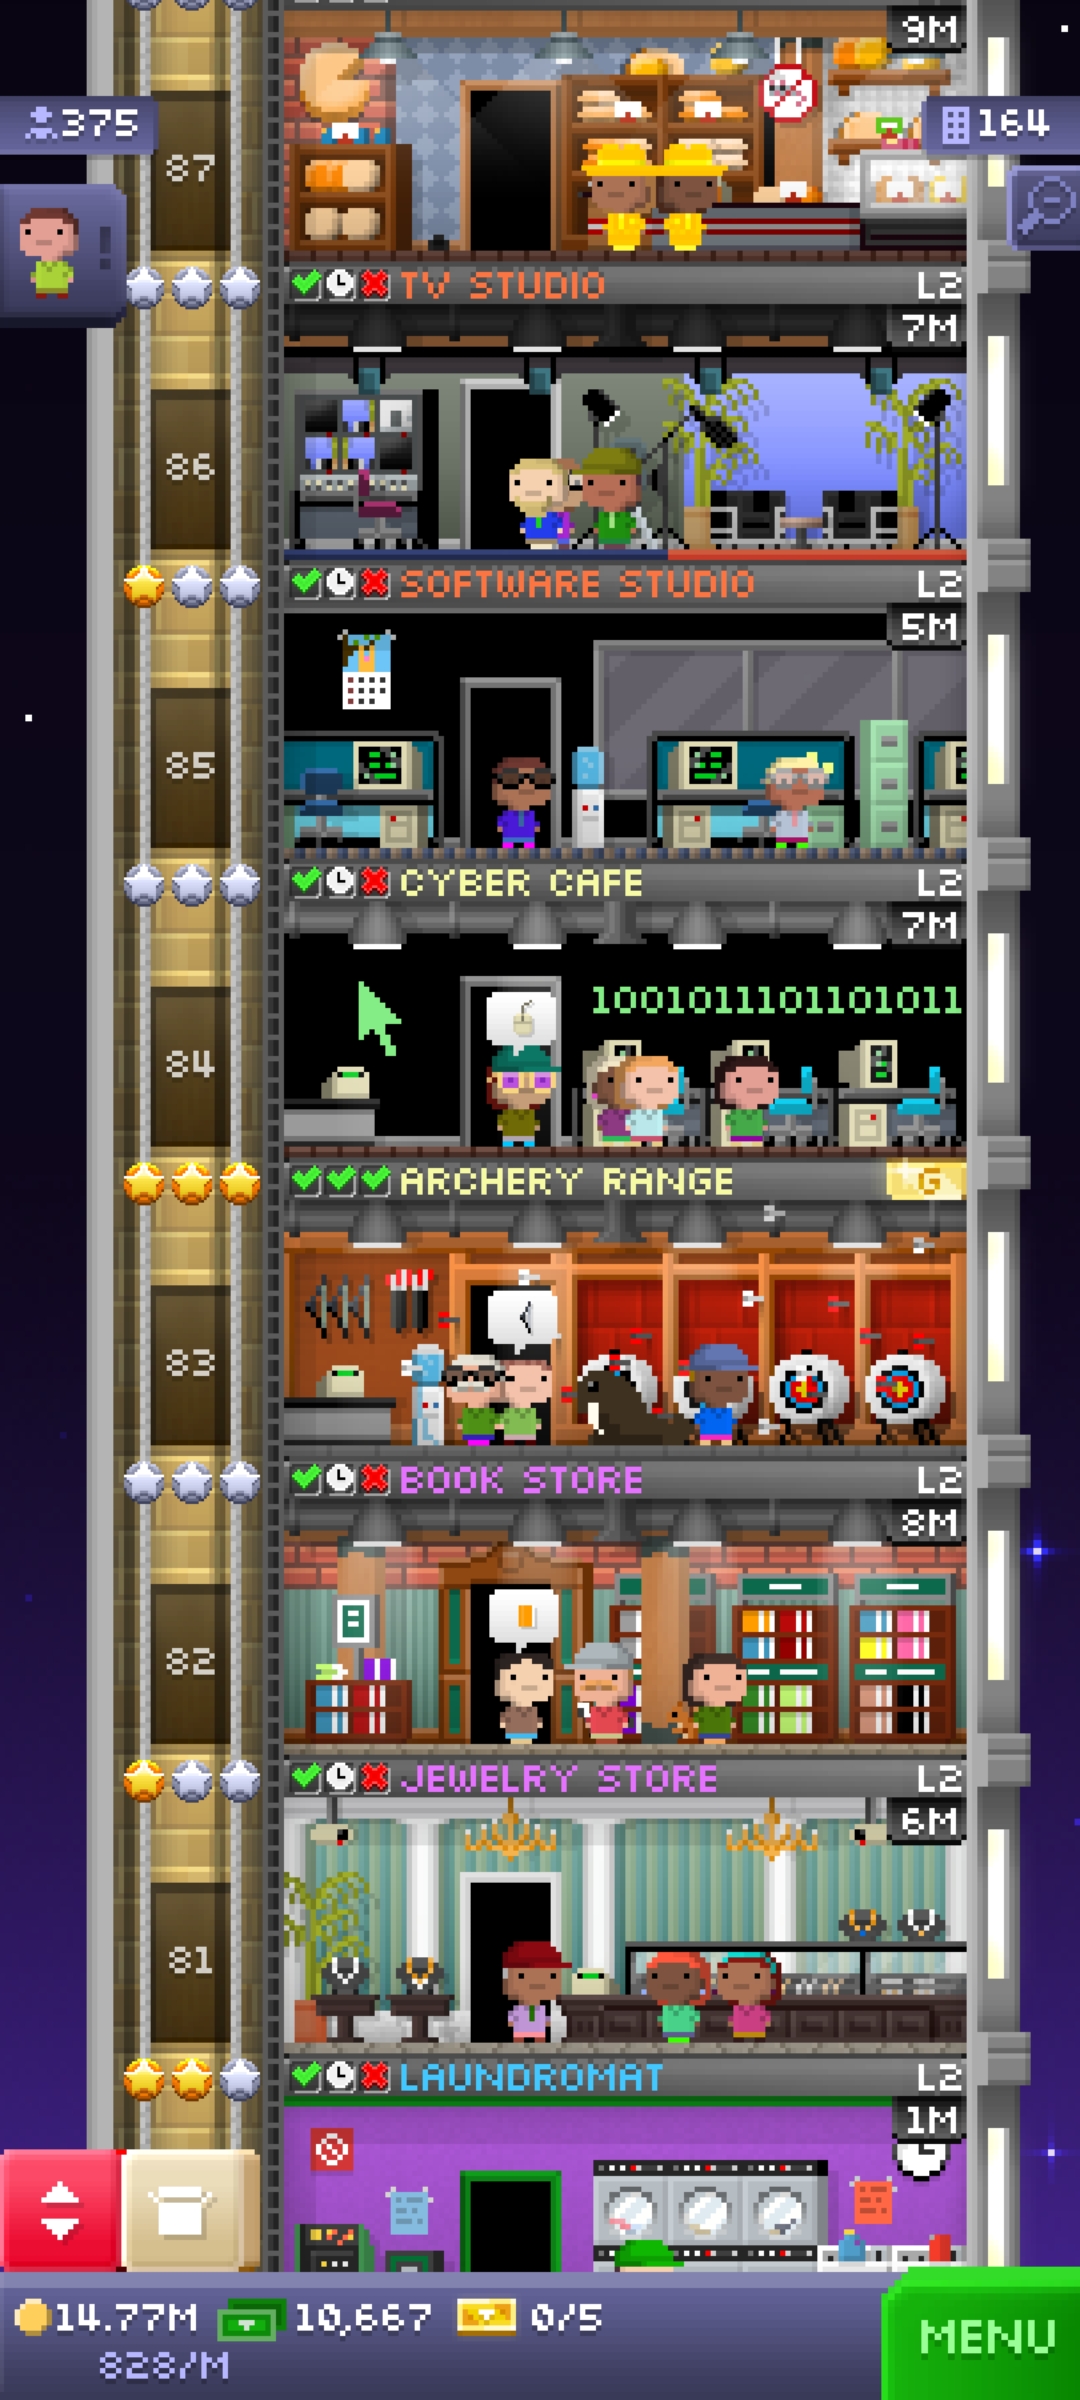 9M
375
164
87
TV STUDIO L2
7M
86
SOFTWARE STUDIO L2
5M
85
CYBER CAFE L2
7M
1001011101101011
84
ARCHERY RANGE G
83
BOOK STORE L2
8M
82
JEWELRY STORE L2
6M
81
LAUNDROMAT L2
1M
14.77M 10,667 0/5
828/M
MENU